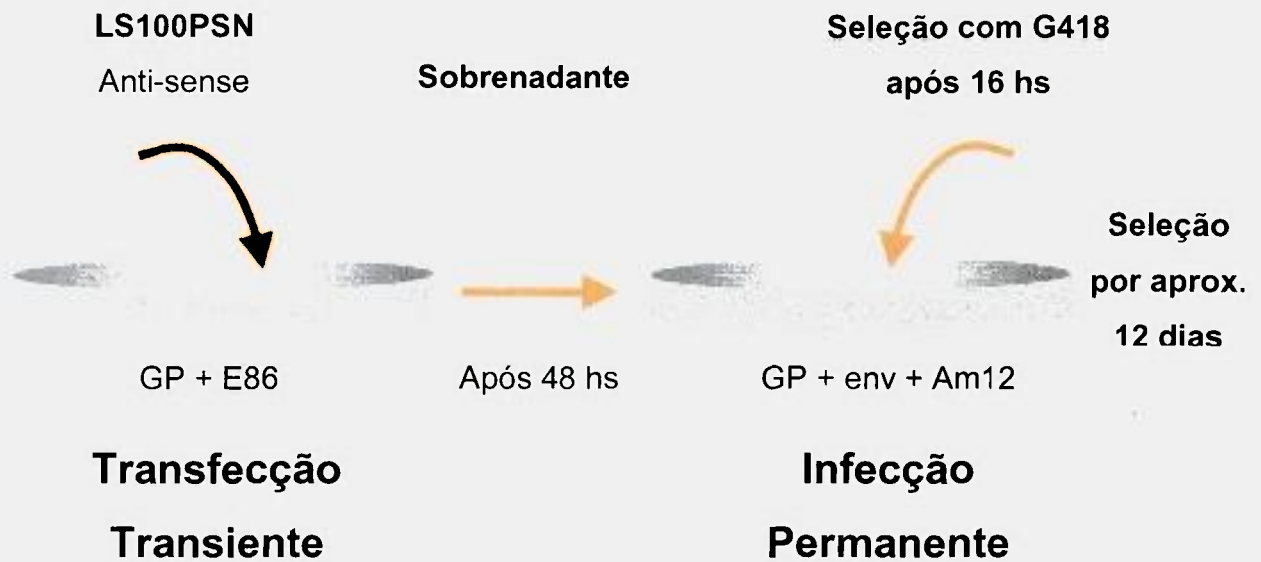 LS100PSN
Anti-sense
Sobrenadante
Seleção com G418
após 16 hs
Seleção
por aprox.
12 dias
GP + E86
Após 48 hs
GP + env + Am12
Transfecção
Transiente
Infecção
Permanente